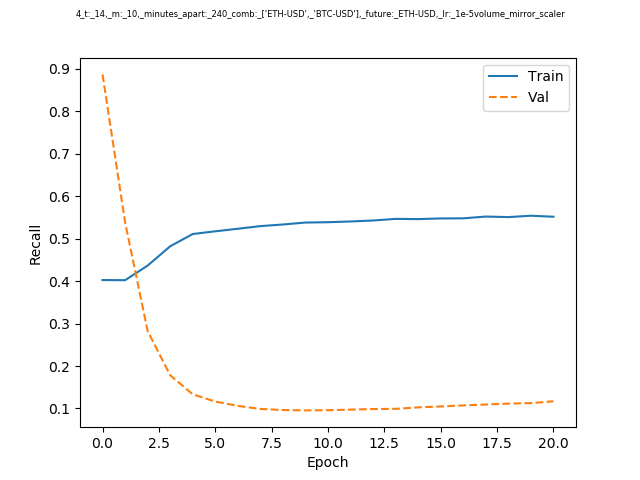 4_t:_14,_m:_10,_minutes_apart:_240_comb:_['ETH-USD',_'BTC-USD'],_future:_ETH-USD,_lr:_1e-5volume_mirror_scaler
Train
Val
Recall
0.9
0.8
0.7
0.6
0.5
0.4
0.3
0.2
0.1
0.0 2.5 5.0 7.5 10.0 12.5 15.0 17.5 20.0
Epoch